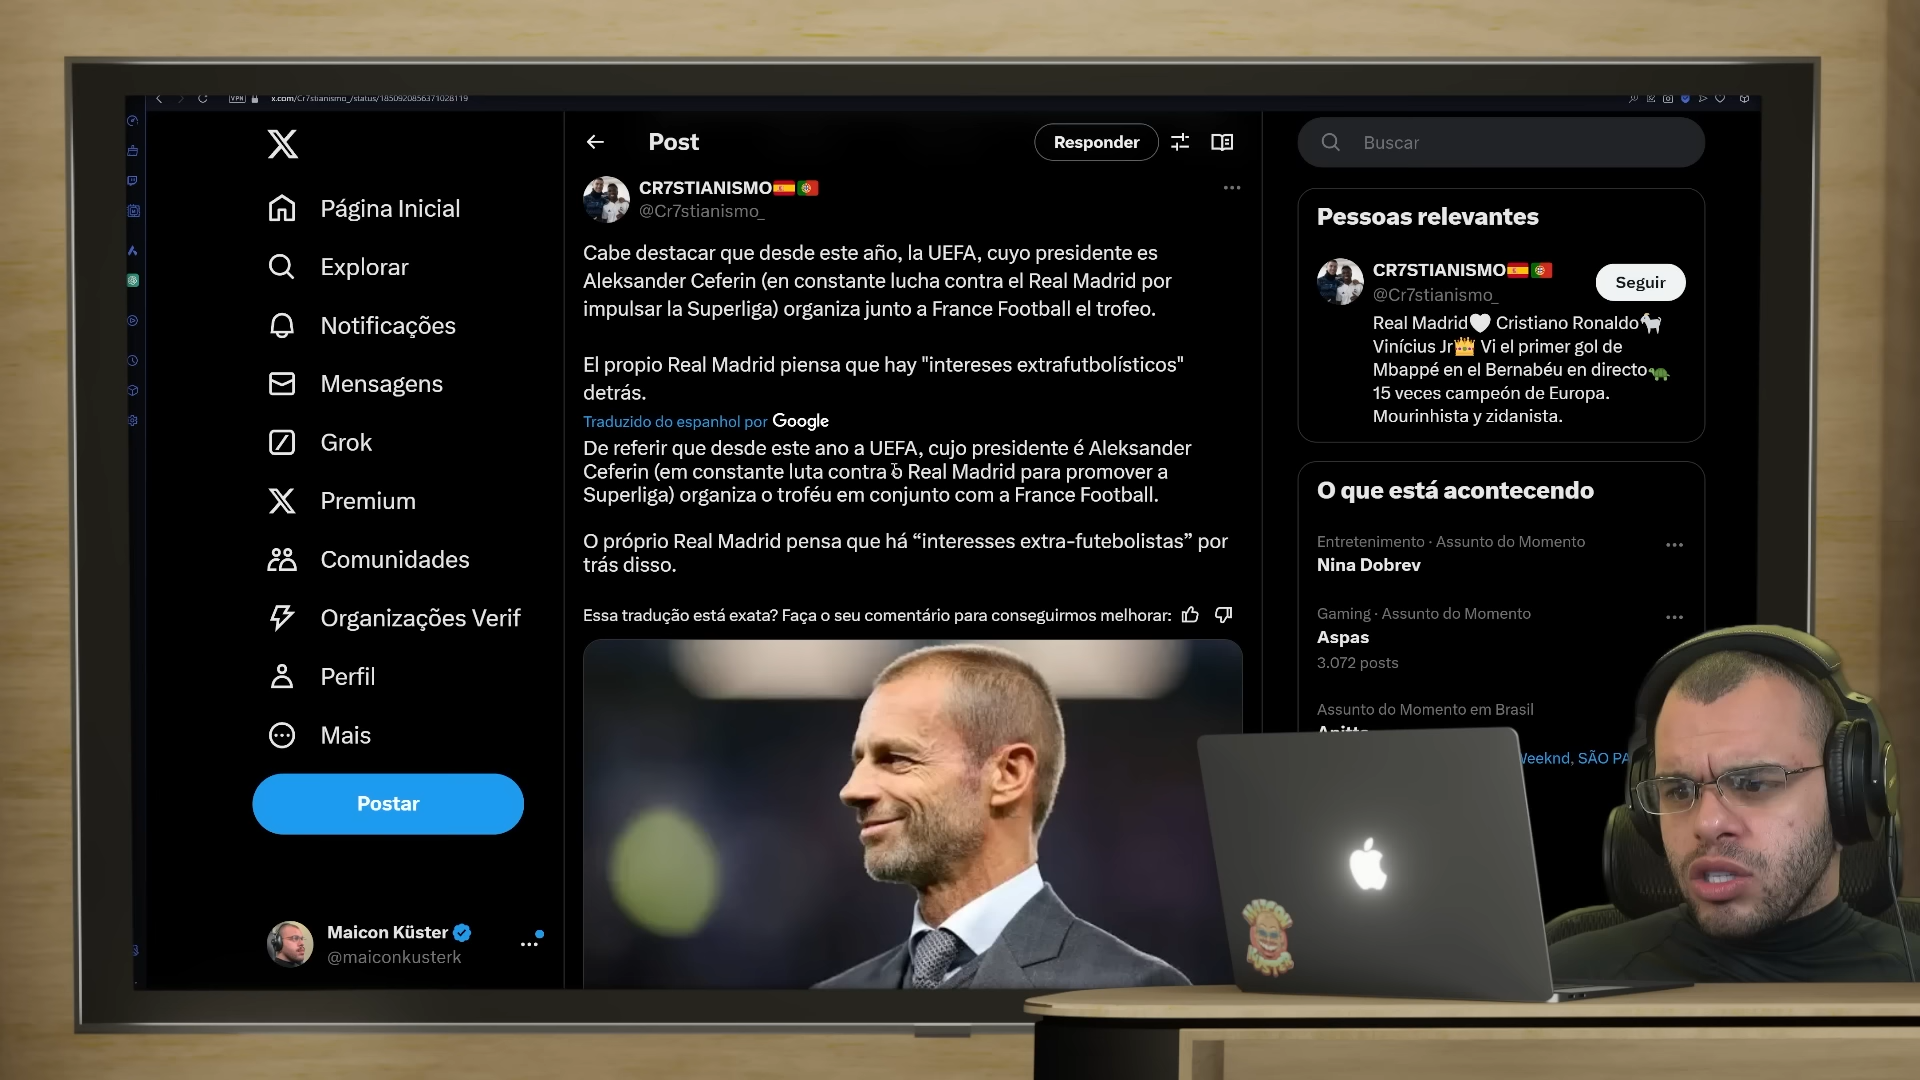 VPN x.com/Cr7stianismo_/status/1850920856371028119
Página Inicial
Explorar
Notificações
Mensagens
Grok
Premium
Comunidades
Organizações Verif
Perfil
Mais
Postar
Maicon Küster
@maiconkusterk
Post
Responder
CR7STIANISMO
@Cr7stianismo_
Cabe destacar que desde este año, la UEFA, cuyo presidente es
Aleksander Ceferin (en constante lucha contra el Real Madrid por
impulsar la Superliga) organiza junto a France Football el trofeo.
El propio Real Madrid piensa que hay "intereses extrafutbolísticos"
detrás.
Traduzido do espanhol por Google
De referir que desde este ano a UEFA, cujo presidente é Aleksander
Ceferin (em constante luta contra o Real Madrid para promover a
Superliga) organiza o troféu em conjunto com a France Football.
O próprio Real Madrid pensa que há “interesses extra-futebolistas” por
trás disso.
Essa tradução está exata? Faça o seu comentário para conseguirmos melhorar:
Buscar
Pessoas relevantes
CR7STIANISMO
@Cr7stianismo_
Seguir
Real Madrid🤍 Cristiano Ronaldo🐐
Vinícius Jr👑 Vi el primer gol de
Mbappé en el Bernabéu en directo🐢
15 veces campeón de Europa.
Mourinhista y zidanista.
O que está acontecendo
Entretenimento · Assunto do Momento
Nina Dobrev
Gaming · Assunto do Momento
Aspas
3.072 posts
Assunto do Momento em Brasil
Anitta
Weeknd, SÃO PA
MAICON
KÜSTER